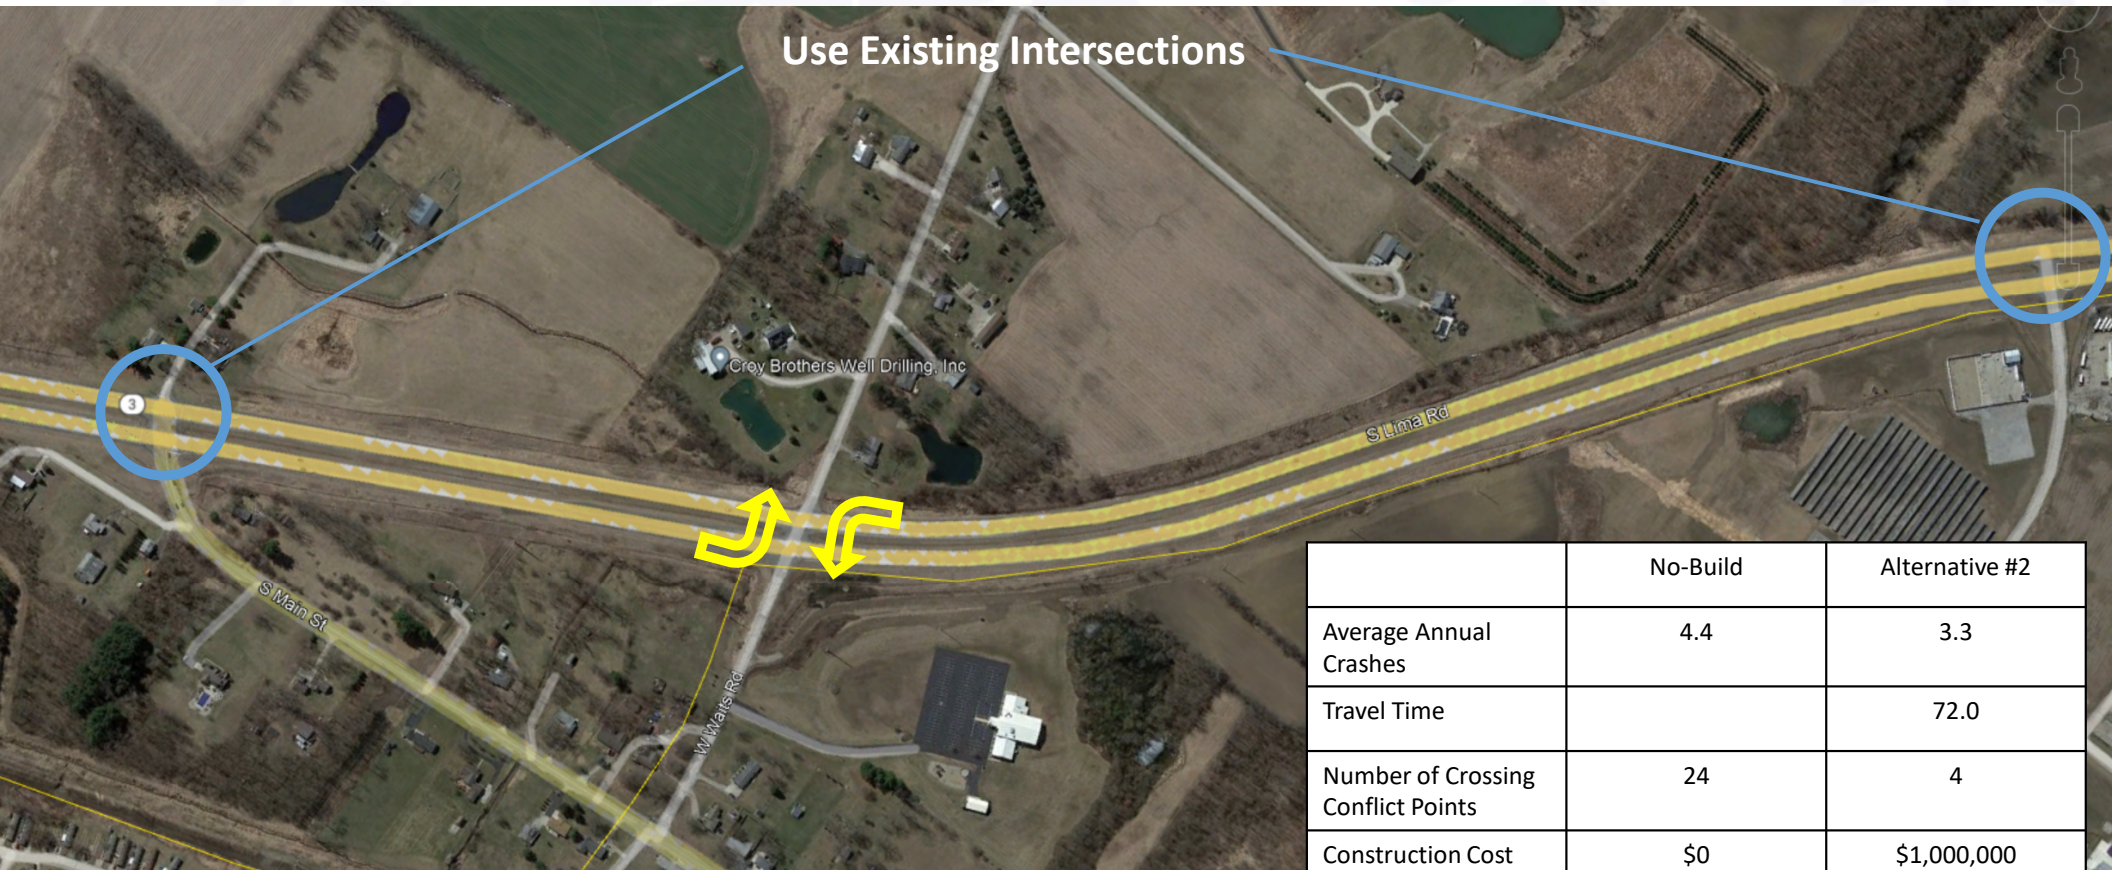 Use Existing Intersections
Croy Brothers Well Drilling, Inc
3
S Lima Rd
S Main St
W Waits Rd
No-Build
Alternative #2
Average Annual
Crashes
4.4
3.3
Travel Time
72.0
Number of Crossing
Conflict Points
24
4
Construction Cost
$0
$1,000,000